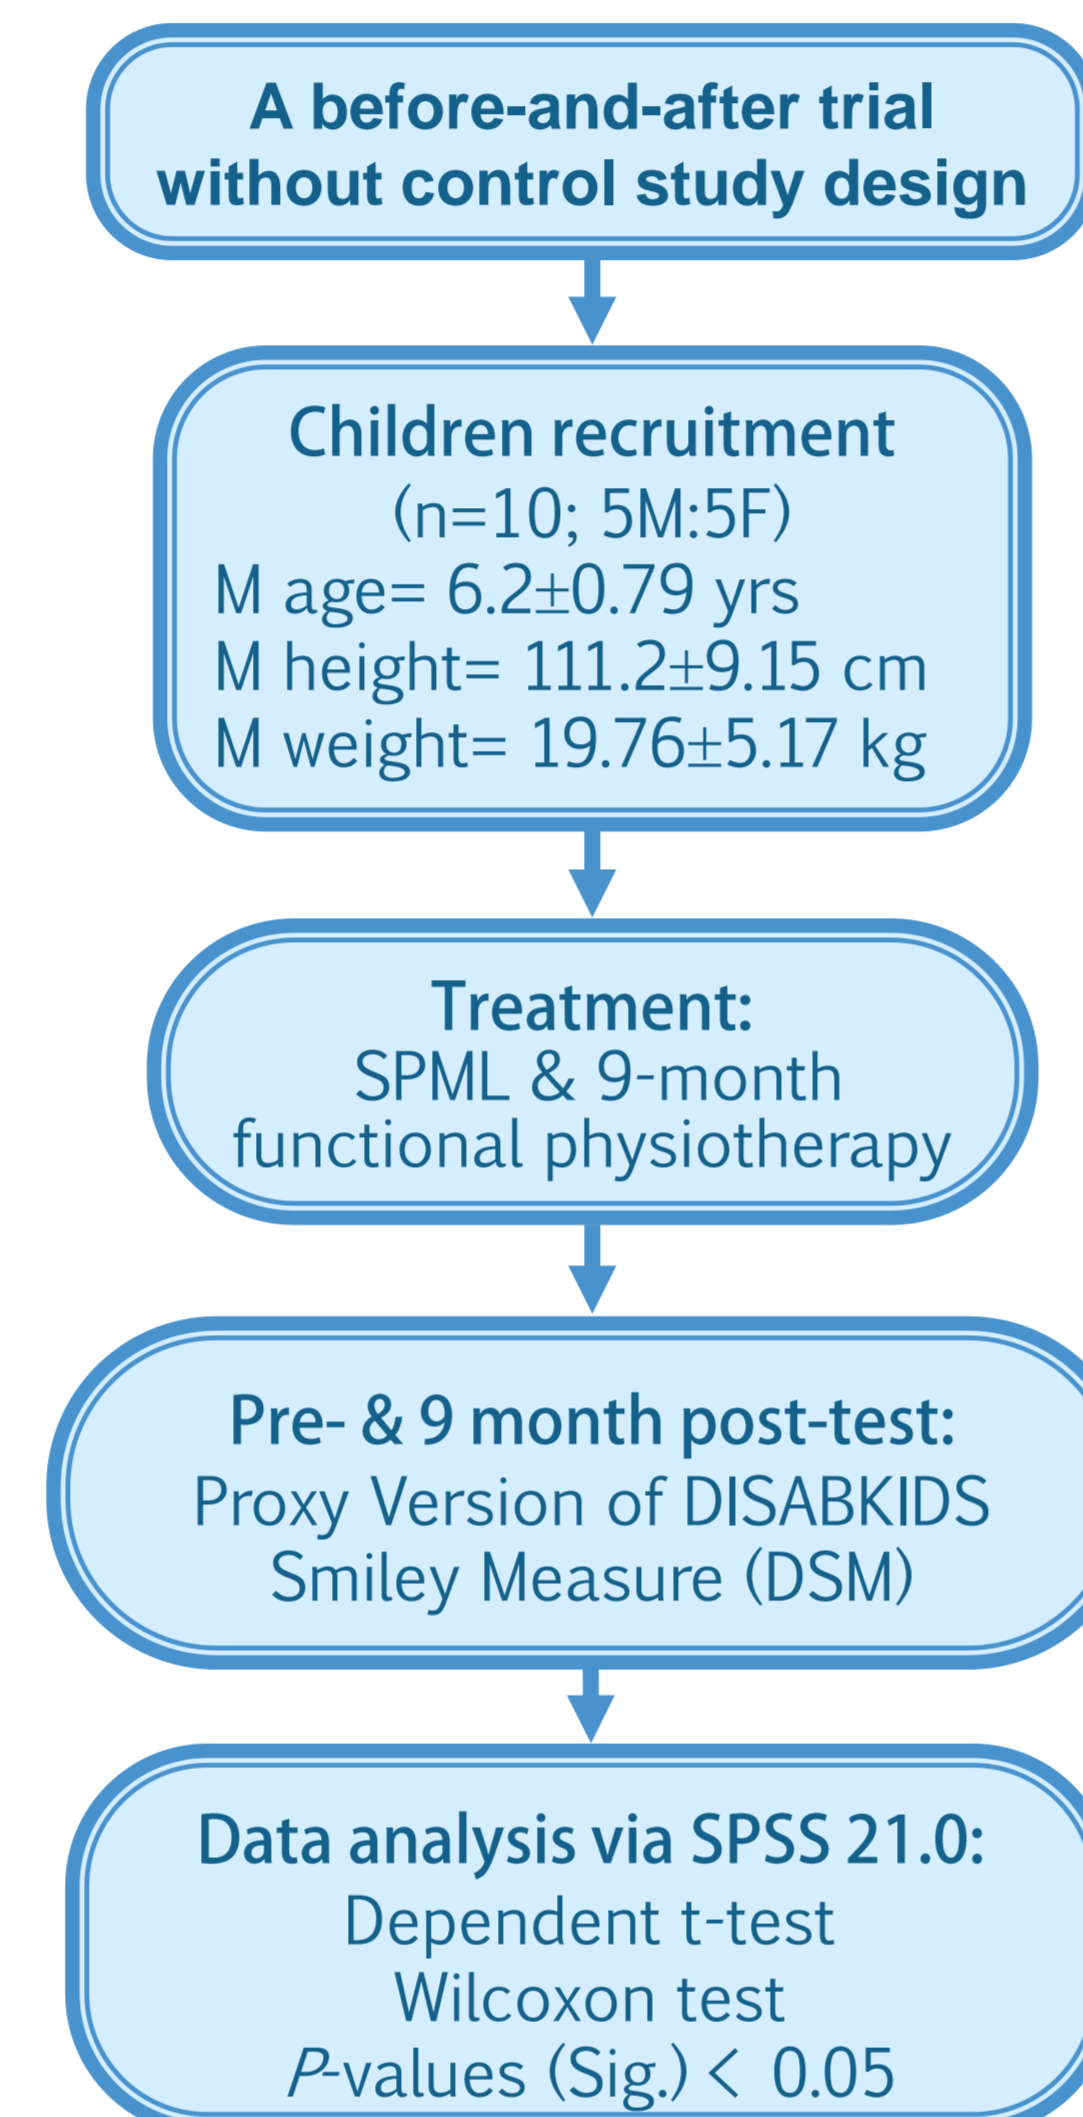 A before-and-after trial
without control study design
Children recruitment
(n=10; 5M:5F)
M age= 6.2±0.79 yrs
M height= 111.2±9.15 cm
M weight= 19.76±5.17 kg
Treatment:
SPML & 9-month
functional physiotherapy
Pre- & 9 month post-test:
Proxy Version of DISABKIDS
Smiley Measure (DSM)
Data analysis via SPSS 21.0:
Dependent t-test
Wilcoxon test
P-values (Sig.) < 0.05